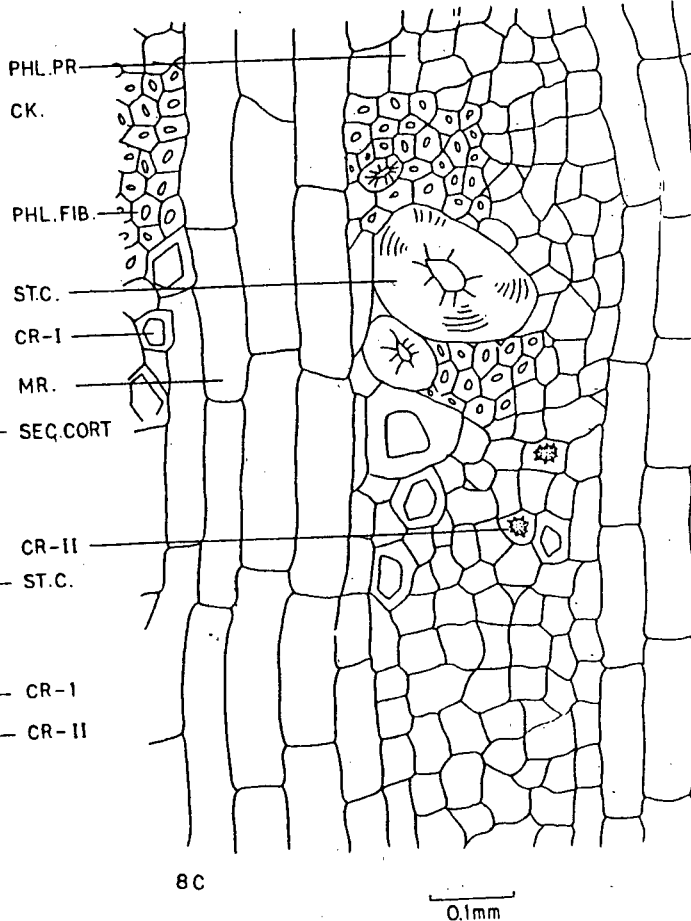 PHL.PR
CK.
PHL.FIB.
ST.C.
CR-I
MR.
SEC.CORT
CR-II
ST.C.
CR-1
CR-II
8C
0.1mm